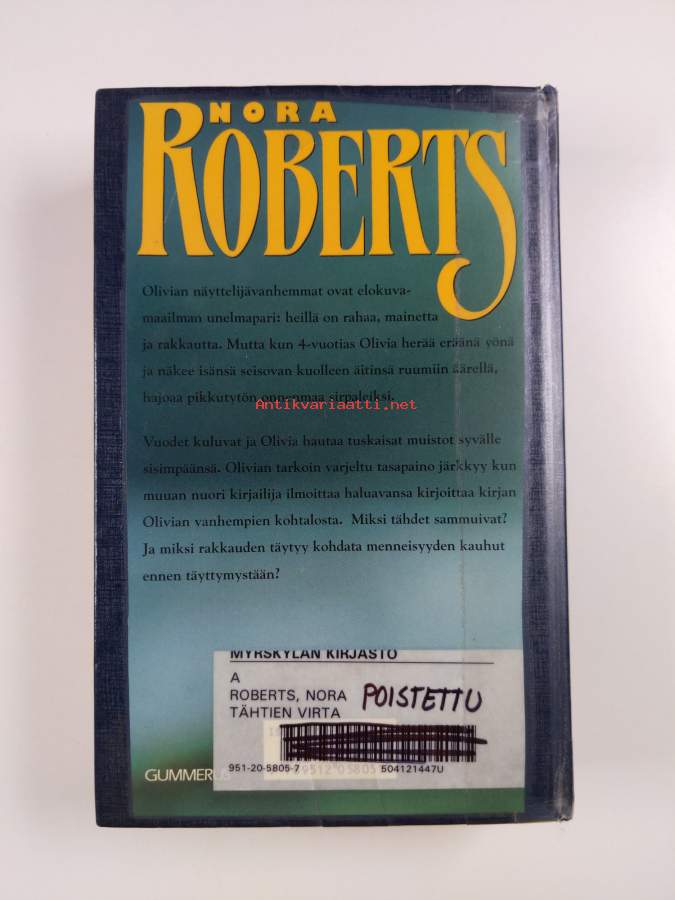 NORA
ROBERTS
Olivian näyttelijävanhemmat ovat elokuva-
maailman unelmapari: heillä on rahaa, mainetta
ja rakkautta. Mutta kun 4-vuotias Olivia herää eräänä yönä
ja näkee isänsä seisovan kuolleen äitinsä ruumiin äärellä,
hajoaa pikkutytön onnenmaa sirpaleiksi.
Antikvariaatti.net
Vuodet kuluvat ja Olivia hautaa tuskaisat muistot syvälle
sisimpäänsä. Olivian tarkoin varjeltu tasapaino järkkyy kun
muuan nuori kirjailija ilmoittaa haluavansa kirjoittaa kirjan
Olivian vanhempien kohtalosta. Miksi tähdet sammuivat?
Ja miksi rakkauden täytyy kohdata menneisyyden kauhut
ennen täyttymystään?
MYRSKYLÄN KIRJASTO
A
ROBERTS, NORA POISTETTU
TÄHTIEN VIRTA
951-20-5805-7 504121447U
GUMMERUS